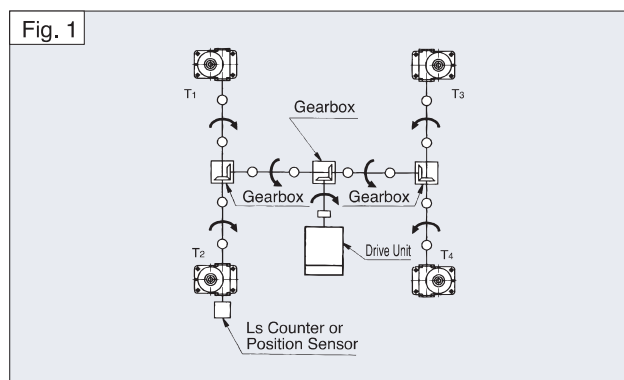 Fig. 1
T1
T3
Gearbox
Gearbox
Gearbox
T2
Drive Unit
T4
Ls Counter or
Position Sensor